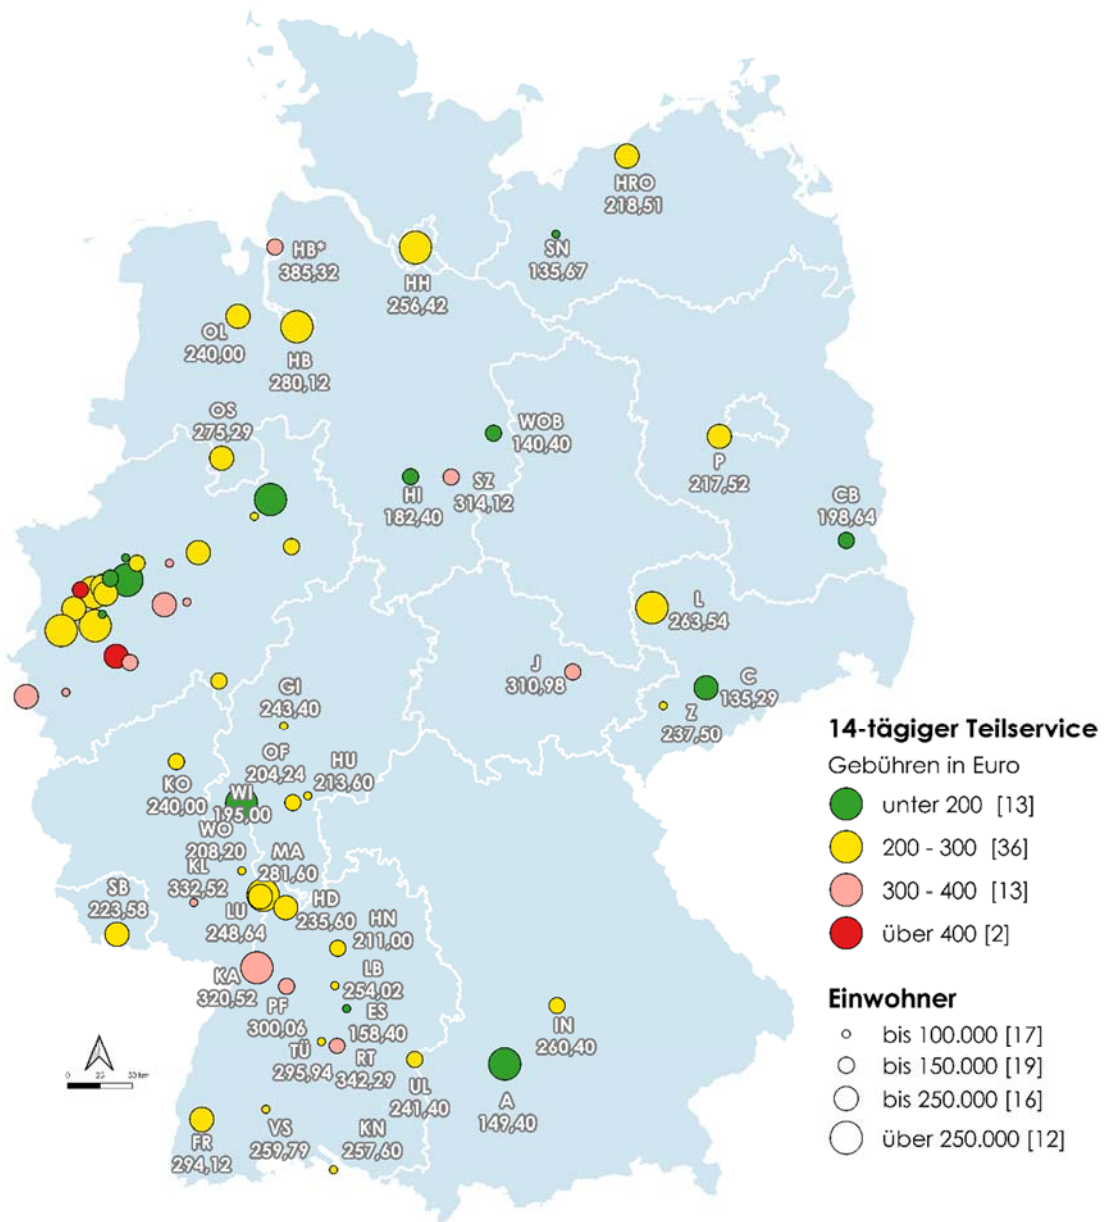 HRO
218,51
SN
135,67
HB*
385,32
HH
256,42
OL
240,00
HB
280,12
OS
275,29
WOB
140,40
P
217,52
HI
182,40
SZ
314,12
CB
198,64
L
263,54
J
310,98
C
135,29
Z
237,50
GI
243,40
OF
204,24
HU
213,60
KO
240,00
WI
195,00
WO
208,20
MA
281,60
KL
332,52
SB
223,58
HD
235,60
LU
248,64
HN
211,00
LB
254,02
KA
320,52
PF
300,06
ES
158,40
TÜ
295,94
RT
342,29
IN
260,40
UL
241,40
A
149,40
FR
294,12
VS
259,79
KN
257,60
0 25 50 km
14-tägiger Teilservice
Gebühren in Euro
unter 200 [13]
200 - 300 [36]
300 - 400 [13]
über 400 [2]
Einwohner
bis 100.000 [17]
bis 150.000 [19]
bis 250.000 [16]
über 250.000 [12]